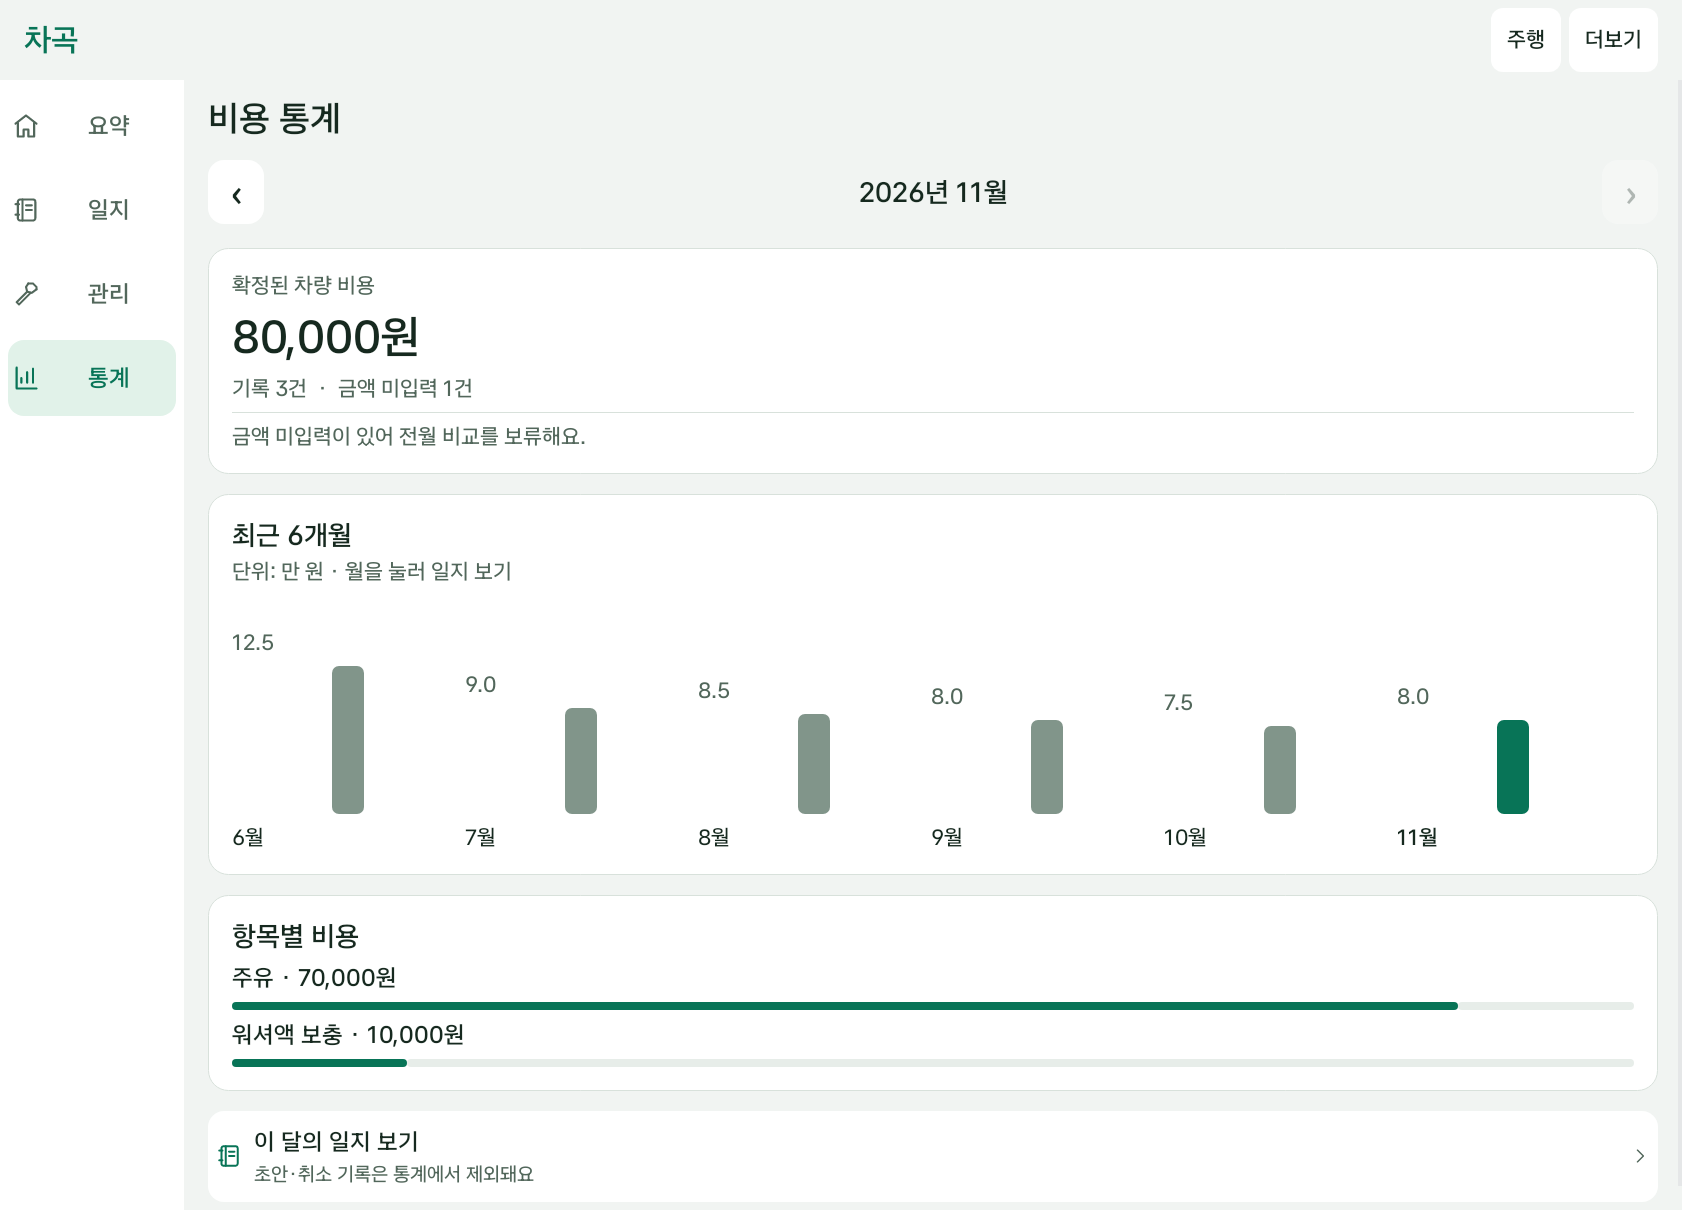 차곡
주행
더보기
요약
일지
관리
통계
비용 통계
2026년 11월
확정된 차량 비용
80,000원
기록 3건 · 금액 미입력 1건
금액 미입력이 있어 전월 비교를 보류해요.
최근 6개월
단위: 만 원 · 월을 눌러 일지 보기
12.5
9.0
8.5
8.0
7.5
8.0
6월
7월
8월
9월
10월
11월
항목별 비용
주유 · 70,000원
워셔액 보충 · 10,000원
이 달의 일지 보기
초안·취소 기록은 통계에서 제외돼요